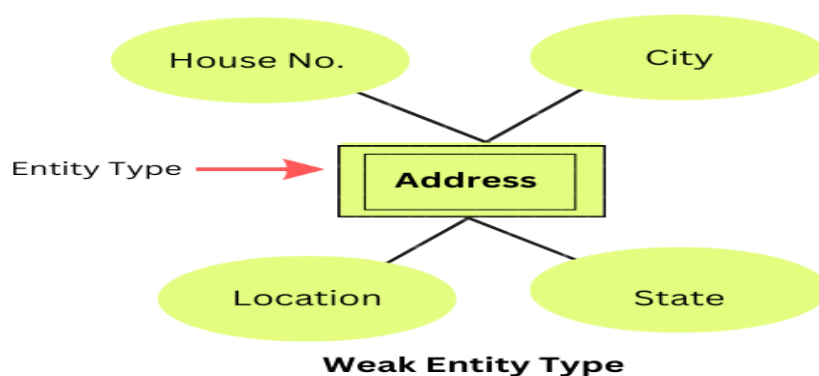 House No.
City
Entity Type
Address
Location
State
Weak Entity Type